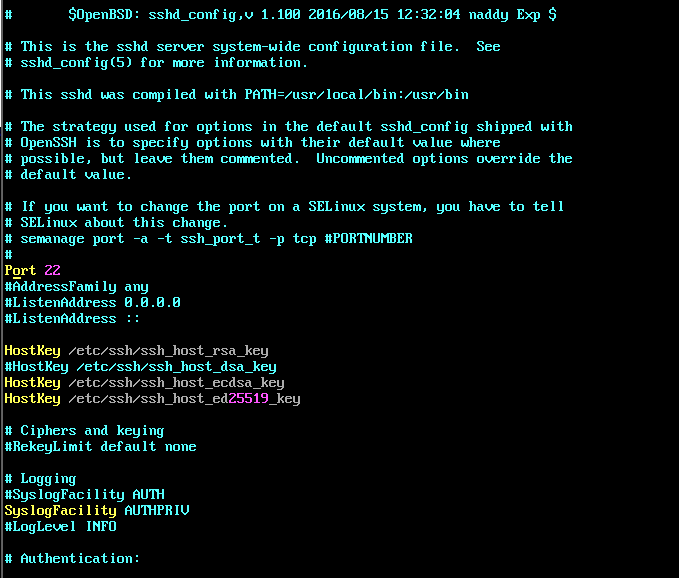 #       $OpenBSD: sshd_config,v 1.100 2016/08/15 12:32:04 naddy Exp $
# This is the sshd server system-wide configuration file.  See
# sshd_config(5) for more information.
# This sshd was compiled with PATH=/usr/local/bin:/usr/bin
# The strategy used for options in the default sshd_config shipped with
# OpenSSH is to specify options with their default value where
# possible, but leave them commented.  Uncommented options override the
# default value.
# If you want to change the port on a SELinux system, you have to tell
# SELinux about this change.
# semanage port -a -t ssh_port_t -p tcp #PORTNUMBER
#
Port 22
#AddressFamily any
#ListenAddress 0.0.0.0
#ListenAddress ::
HostKey /etc/ssh/ssh_host_rsa_key
#HostKey /etc/ssh/ssh_host_dsa_key
HostKey /etc/ssh/ssh_host_ecdsa_key
HostKey /etc/ssh/ssh_host_ed25519_key
# Ciphers and keying
#RekeyLimit default none
# Logging
#SyslogFacility AUTH
SyslogFacility AUTHPRIV
#LogLevel INFO
# Authentication: